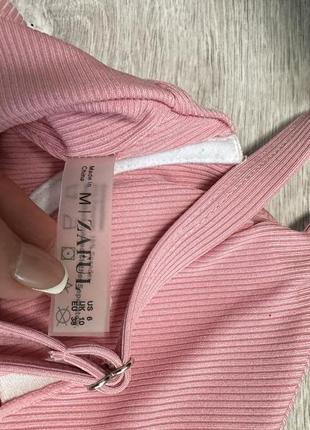 Made in
China
M | ZAFUL
US 6
UK 10
EU 38